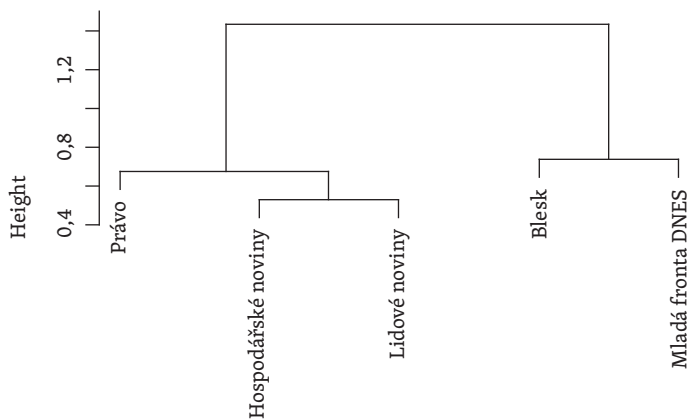 Height
1,2
0,8
0,4
Právo
Hospodářské noviny
Lidové noviny
Blesk
Mladá fronta DNES